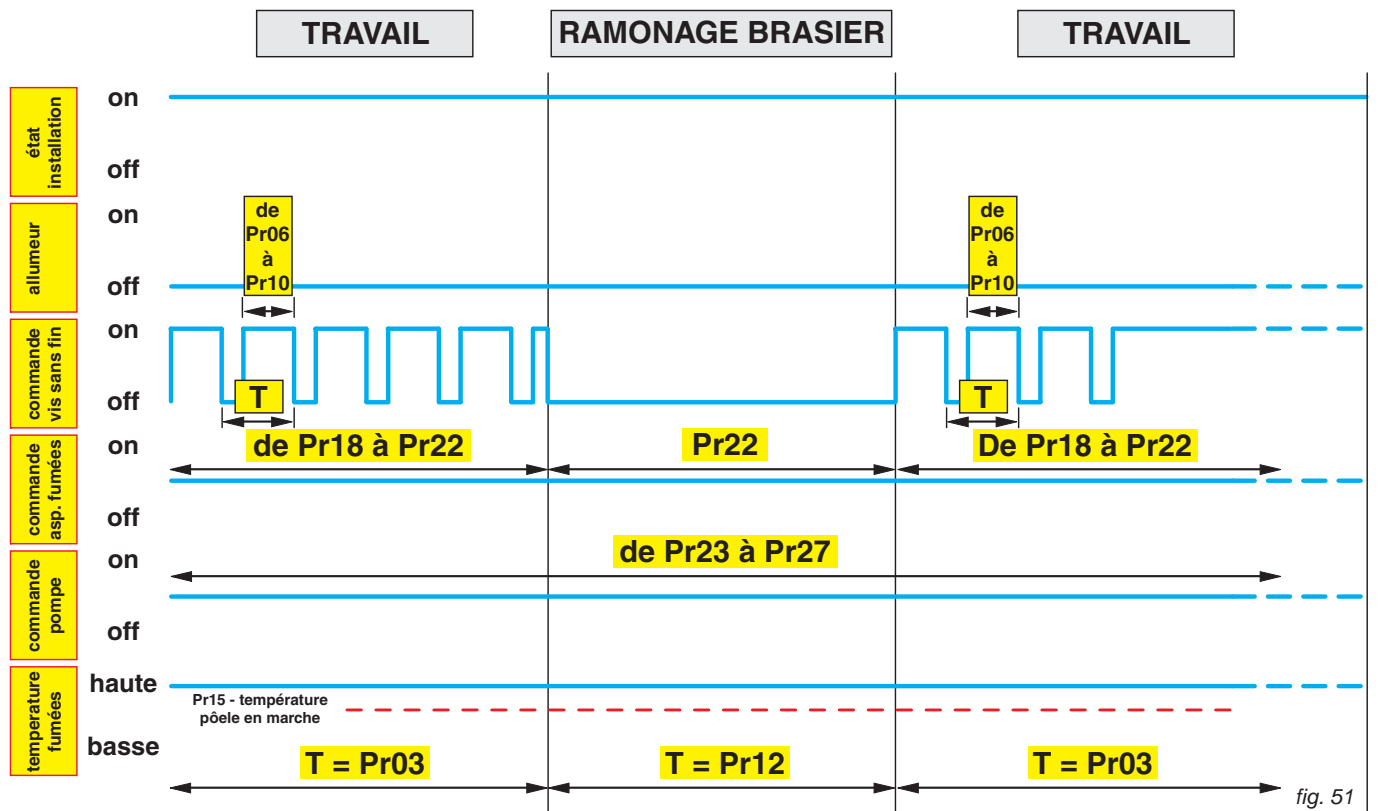 TRAVAIL
RAMONAGE BRASIER
TRAVAIL
état
installation
on
off
allumeur
on
off
de
Pr06
à
Pr10
de
Pr06
à
Pr10
commande
vis sans fin
on
off
T
T
commande
asp. fumées
on
off
de Pr18 à Pr22
Pr22
De Pr18 à Pr22
commande
pompe
on
off
de Pr23 à Pr27
temperature
fumées
haute
basse
Pr15 - température
pôele en marche
T = Pr03
T = Pr12
T = Pr03
fig. 51